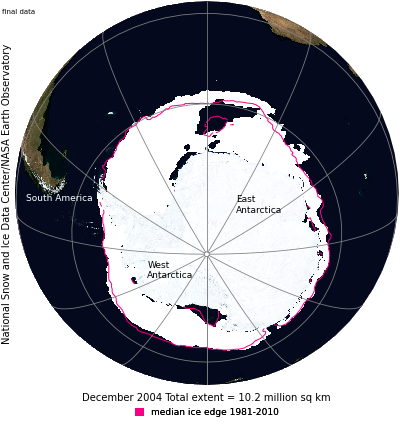 final data
National Snow and Ice Data Center/NASA Earth Observatory
South America
East
Antarctica
West
Antarctica
December 2004 Total extent = 10.2 million sq km
median ice edge 1981-2010